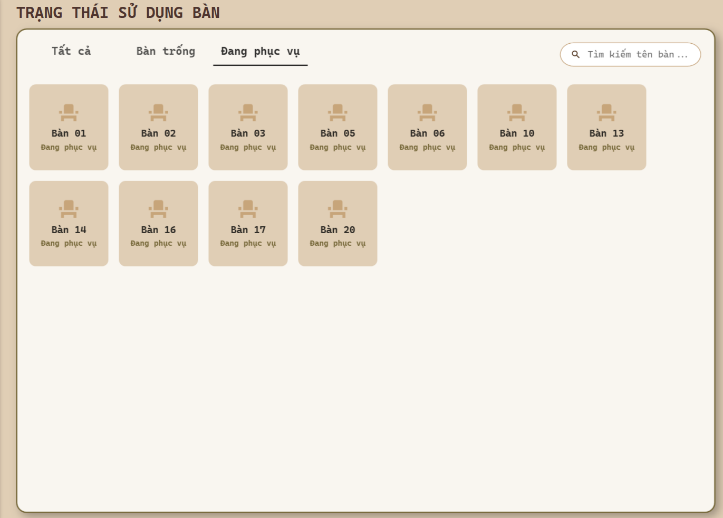 TRẠNG THÁI SỬ DỤNG BÀN
Tất cả Bàn trống Đang phục vụ Tìm kiếm tên bàn...
Bàn 01 Bàn 02 Bàn 03 Bàn 05 Bàn 06 Bàn 10 Bàn 13
Đang phục vụ Đang phục vụ Đang phục vụ Đang phục vụ Đang phục vụ Đang phục vụ Đang phục vụ
Bàn 14 Bàn 16 Bàn 17 Bàn 20
Đang phục vụ Đang phục vụ Đang phục vụ Đang phục vụ